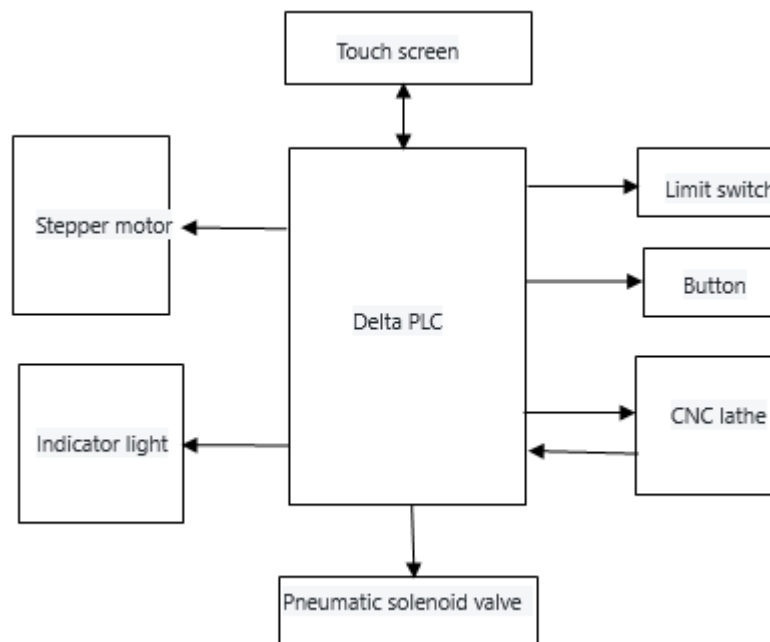 Touch screen
Stepper motor
Limit switch
Button
Delta PLC
CNC lathe
Indicator light
Pneumatic solenoid valve